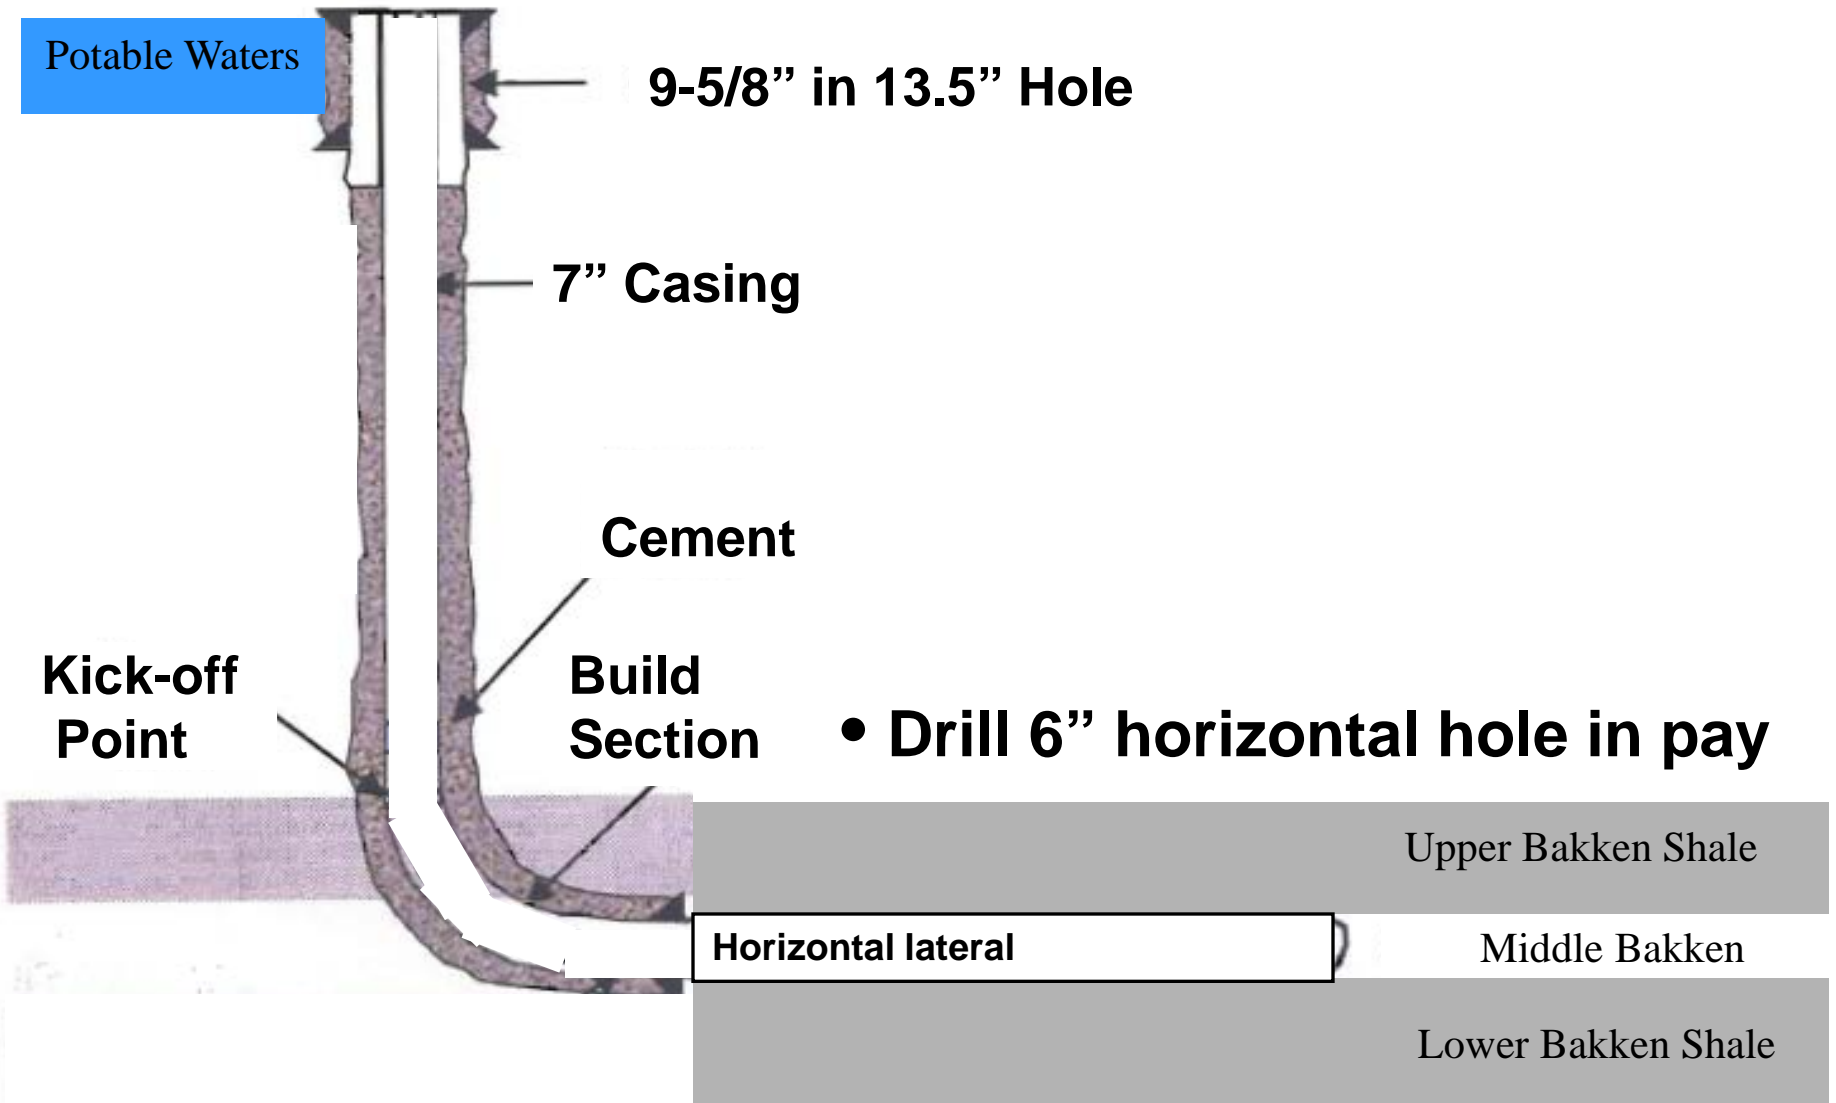 Potable Waters
9-5/8” in 13.5” Hole
7” Casing
Cement
Kick-off
Point
Build
Section
• Drill 6” horizontal hole in pay
Upper Bakken Shale
Horizontal lateral
Middle Bakken
Lower Bakken Shale